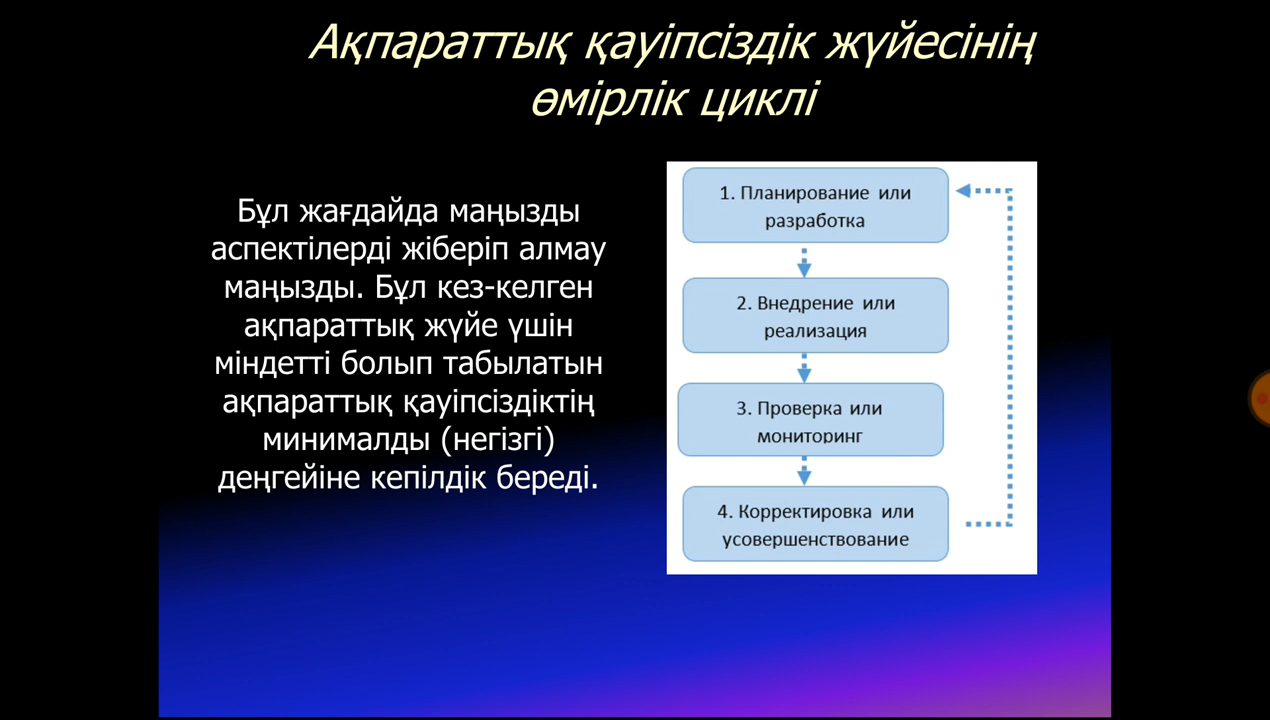 Ақпараттық қауіпсіздік жүйесінің
өмірлік циклі
Бұл жағдайда маңызды
аспектілерді жіберіп алмау
маңызды. Бұл кез-келген
ақпараттық жүйе үшін
міндетті болып табылатын
ақпараттық қауіпсіздіктің
минималды (негізгі)
деңгейіне кепілдік береді.
1. Планирование или
разработка
2. Внедрение или
реализация
3. Проверка или
мониторинг
4. Корректировка или
усовершенствование